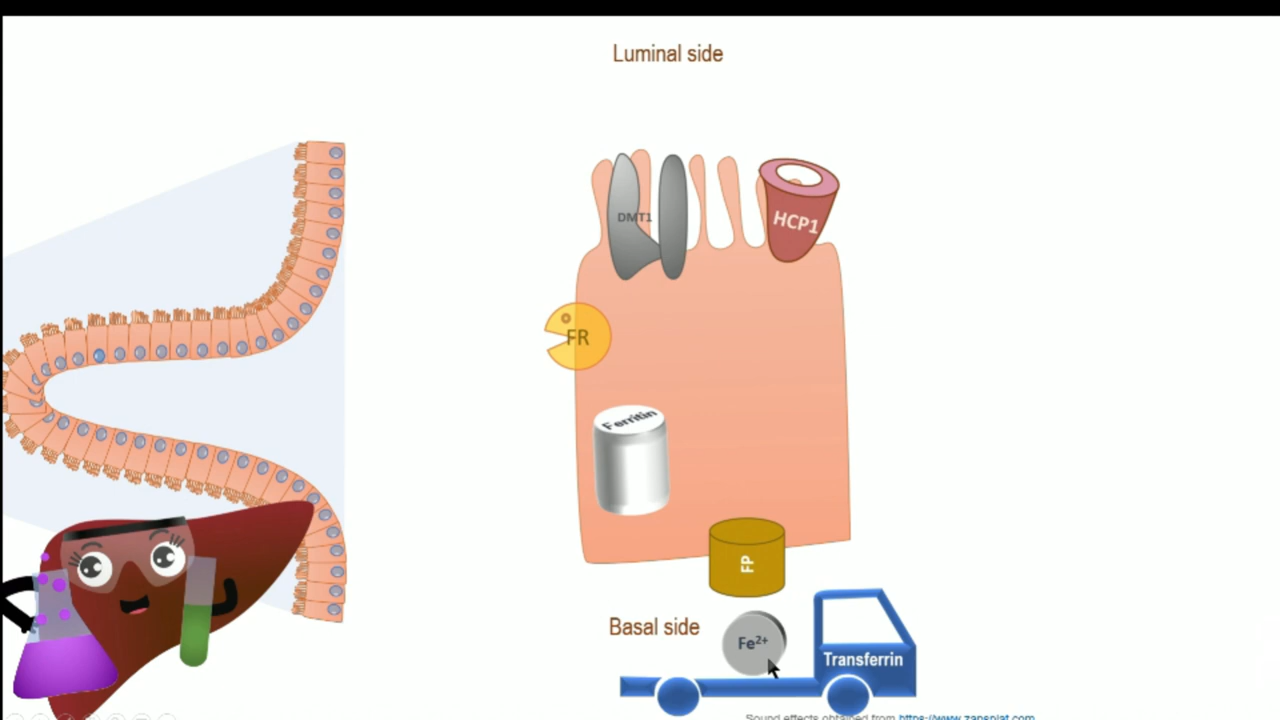 Luminal side
DMT1
HCP1
FR
Ferritin
FP
Basal side
Fe²⁺
Transferrin
Sound effects obtained from https://www.zapsplat.com